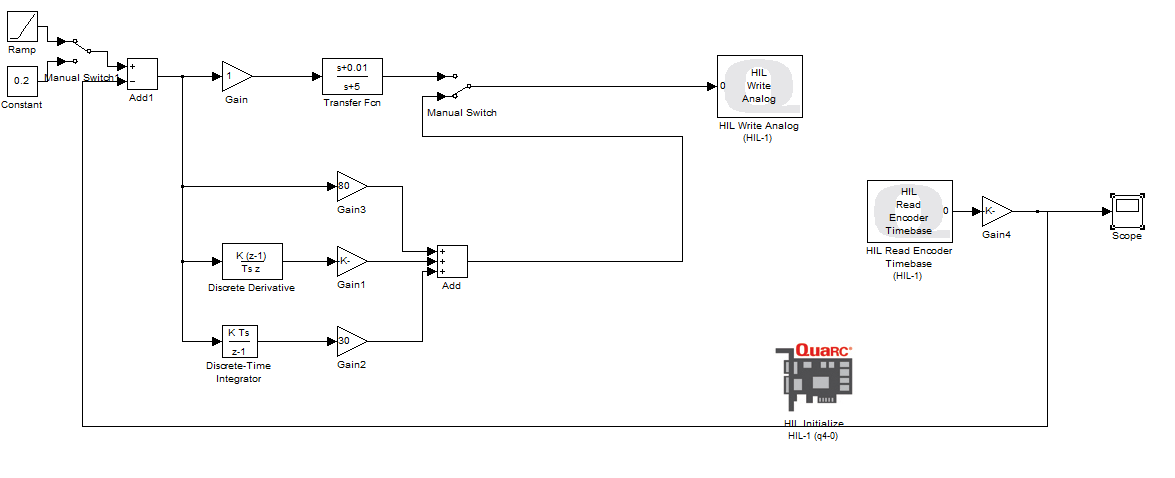 Ramp
0.2
Constant
Manual Switch1
+
−
Add1
1
Gain
s+0.01
s+5
Transfer Fcn
Manual Switch
0
HIL
Write
Analog
HIL Write Analog
(HIL-1)
80
Gain3
K (z-1)
Ts z
Discrete Derivative
-K-
Gain1
+
+
+
Add
K Ts
z-1
Discrete-Time
Integrator
30
Gain2
HIL
Read
Encoder
Timebase
0
HIL Read Encoder
Timebase
(HIL-1)
-K-
Gain4
Scope
QUARC
HIL Initialize
HIL-1 (q4-0)